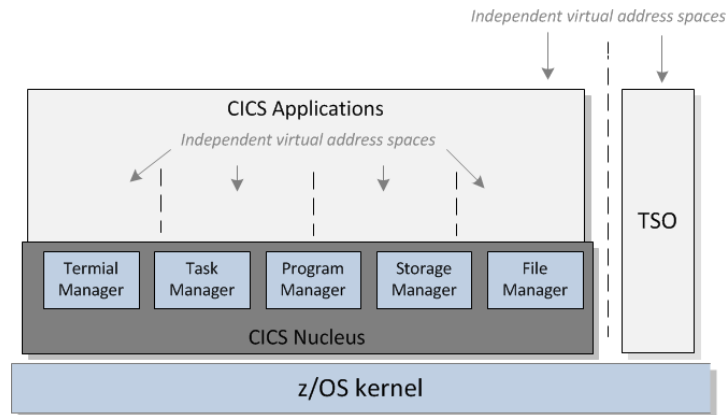 Independent virtual address spaces
CICS Applications
Independent virtual address spaces
TSO
Termial
Manager
Task
Manager
Program
Manager
Storage
Manager
File
Manager
CICS Nucleus
z/OS kernel